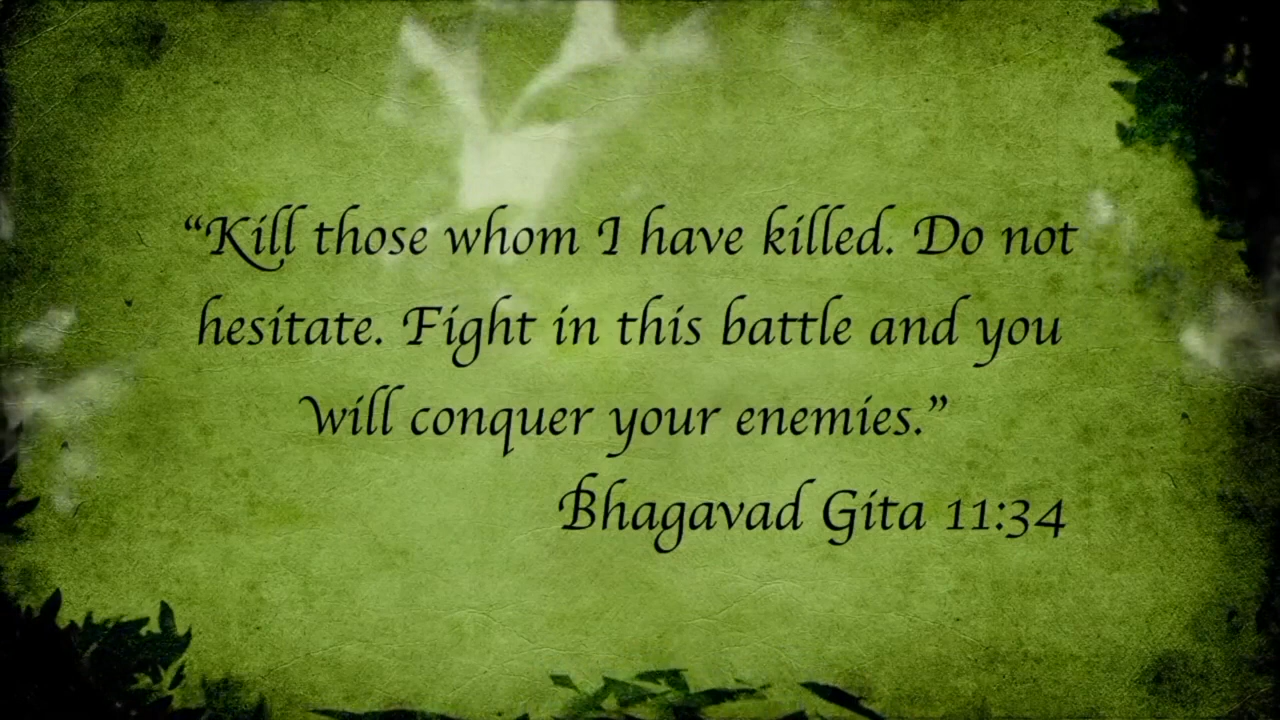 “Kill those whom I have killed. Do not
hesitate. Fight in this battle and you
will conquer your enemies.”
Bhagavad Gita 11:34